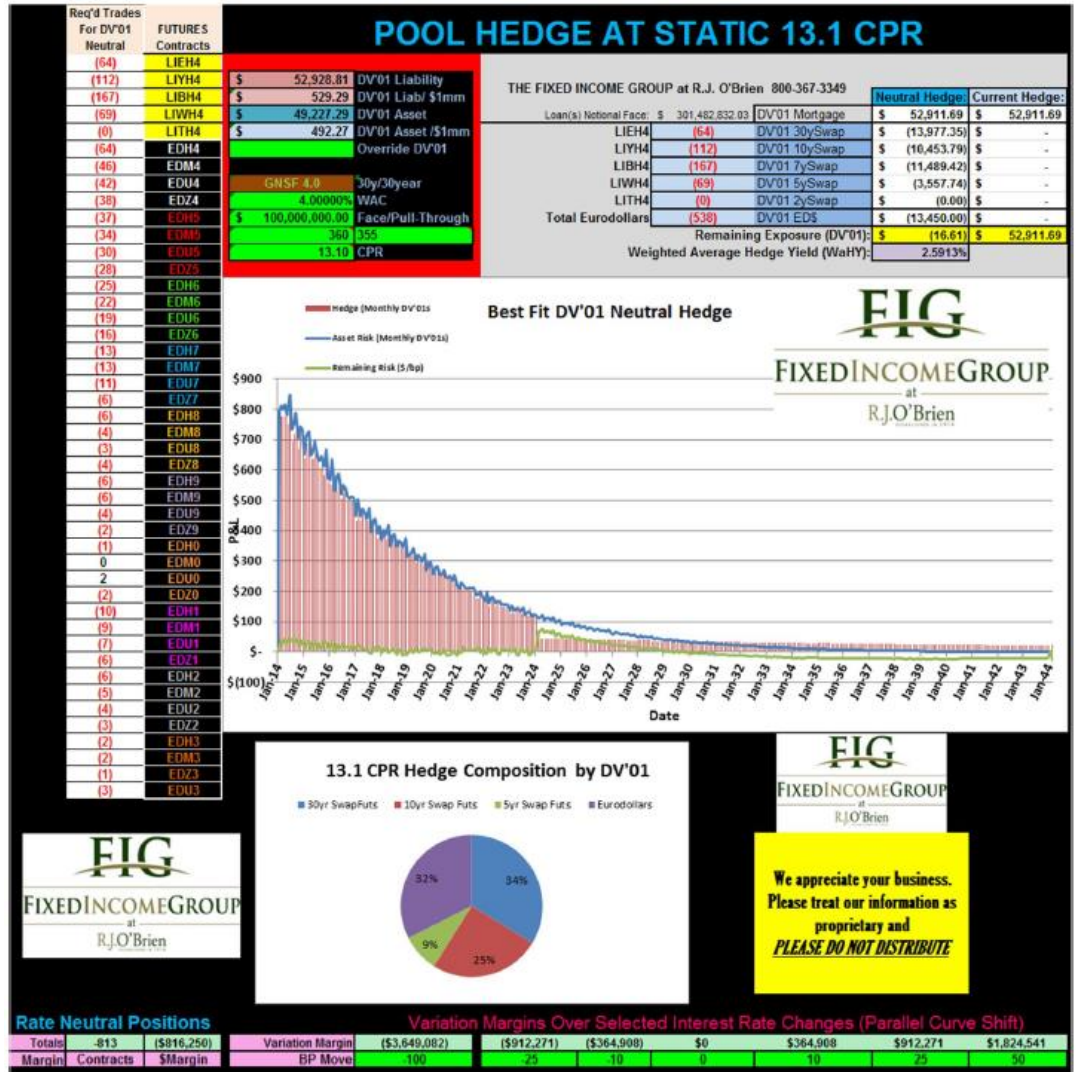 Req'd Trades For DV'01 Neutral FUTURES Contracts
(64) LIEH4
(112) LIYH4
(167) LIBH4
(69) LIWH4
(0) LITH4
(64) EDH4
(46) EDM4
(42) EDU4
(38) EDZ4
(37) EDH5
(34) EDM5
(30) EDU5
(28) EDZ5
(25) EDH6
(22) EDM6
(19) EDU6
(16) EDZ6
(13) EDH7
(13) EDM7
(11) EDU7
(6) EDZ7
(6) EDH8
(4) EDM8
(3) EDU8
(4) EDZ8
(6) EDH9
(6) EDM9
(4) EDU9
(2) EDZ9
(1) EDH0
0 EDM0
2 EDU0
(2) EDZ0
(10) EDH1
(9) EDM1
(7) EDU1
(6) EDZ1
(6) EDH2
(5) EDM2
(4) EDU2
(3) EDZ2
(2) EDH3
(2) EDM3
(1) EDZ3
(3) EDU3
POOL HEDGE AT STATIC 13.1 CPR
$ 52,928.81 DV'01 Liability
$ 529.29 DV'01 Liab/ $1mm
$ 49,227.29 DV'01 Asset
$ 492.27 DV'01 Asset /$1mm
Override DV'01
GNSF 4.0 30y/30year
4.00000% WAC
$ 100,000,000.00 Face/Pull-Through
360 355
13.10 CPR
THE FIXED INCOME GROUP at R.J. O'Brien 800-367-3349
Neutral Hedge: Current Hedge:
Loan(s) Notional Face: $ 301,482,832.03 DV'01 Mortgage $ 52,911.69 $ 52,911.69
LIEH4 (64) DV'01 30ySwap $ (13,977.35) $ -
LIYH4 (112) DV'01 10ySwap $ (10,453.79) $ -
LIBH4 (167) DV'01 7ySwap $ (11,489.42) $ -
LIWH4 (69) DV'01 5ySwap $ (3,557.74) $ -
LITH4 (0) DV'01 2ySwap $ (0.00) $ -
Total Eurodollars (538) DV'01 ED$ $ (13,450.00) $ -
Remaining Exposure (DV'01): $ (16.61) $ 52,911.69
Weighted Average Hedge Yield (WaHY): 2.5913%
Best Fit DV'01 Neutral Hedge
Hedge (Monthly DV'01s
Asset Risk (Monthly DV'01s)
Remaining Risk ($/bp)
FIG
FIXEDINCOMEGROUP
at
R.J.O'Brien
$900
$800
$700
$600
$500
$400
$300
$200
$100
$-
$(100)
P&L
Jan-14 Jan-15 Jan-16 Jan-17 Jan-18 Jan-19 Jan-20 Jan-21 Jan-22 Jan-23 Jan-24 Jan-25 Jan-26 Jan-27 Jan-28 Jan-29 Jan-30 Jan-31 Jan-32 Jan-33 Jan-34 Jan-35 Jan-36 Jan-37 Jan-38 Jan-39 Jan-40 Jan-41 Jan-42 Jan-43 Jan-44
Date
13.1 CPR Hedge Composition by DV'01
30yr SwapFuts 10yr Swap Futs 5yr Swap Futs Eurodollars
34%
25%
9%
32%
FIG
FIXEDINCOMEGROUP
at
R.J.O'Brien
FIG
FIXEDINCOMEGROUP
at
R.J.O'Brien
We appreciate your business.
Please treat our information as
proprietary and
PLEASE DO NOT DISTRIBUTE
Rate Neutral Positions
Totals -813 ($816,250)
Margin Contracts $Margin
Variation Margins Over Selected Interest Rate Changes (Parallel Curve Shift)
Variation Margin ($3,649,082) ($912,271) ($364,908) $0 $364,908 $912,271 $1,824,541
BP Move -100 -25 -10 0 10 25 50